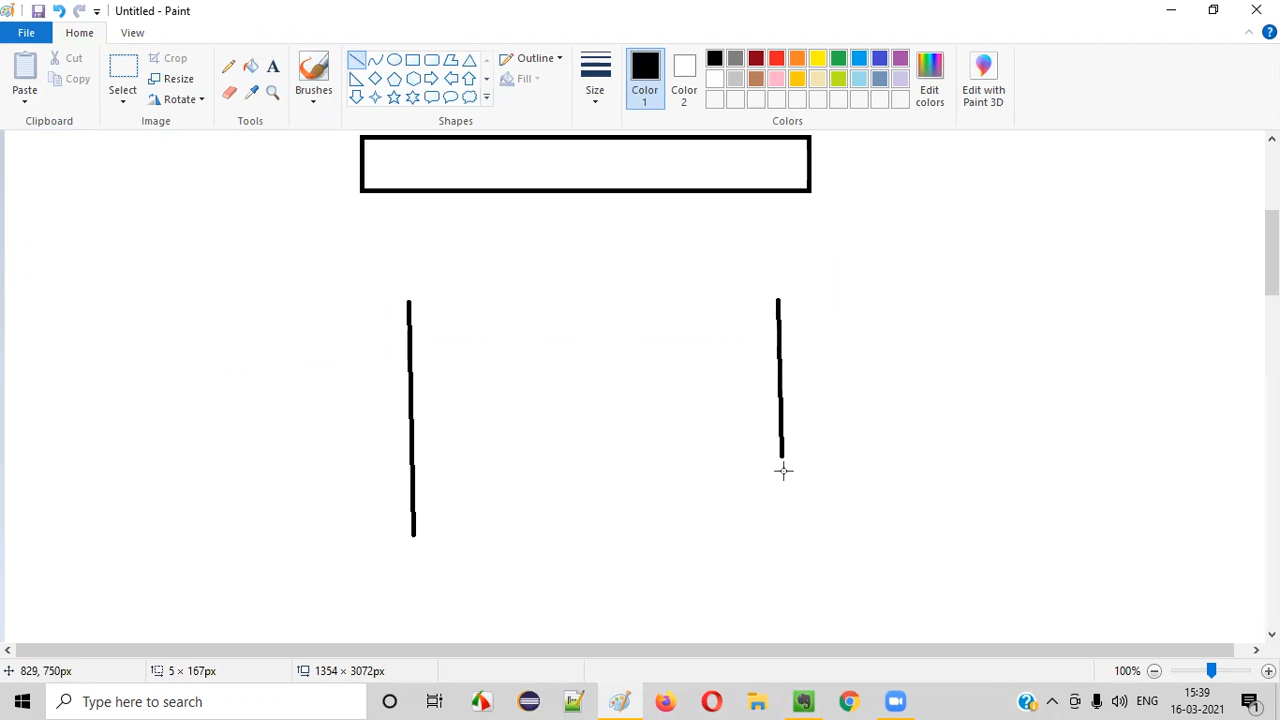 Untitled - Paint
File
Home
View
Paste
Cut
Copy
Clipboard
Select
Crop
Resize
Rotate
Image
A
Tools
Brushes
Outline
Fill
Shapes
Size
Color 1
Color 2
Edit colors
Colors
Edit with Paint 3D
829, 750px
5 × 167px
1354 × 3072px
100%
Type here to search
ENG
15:39
16-03-2021
1